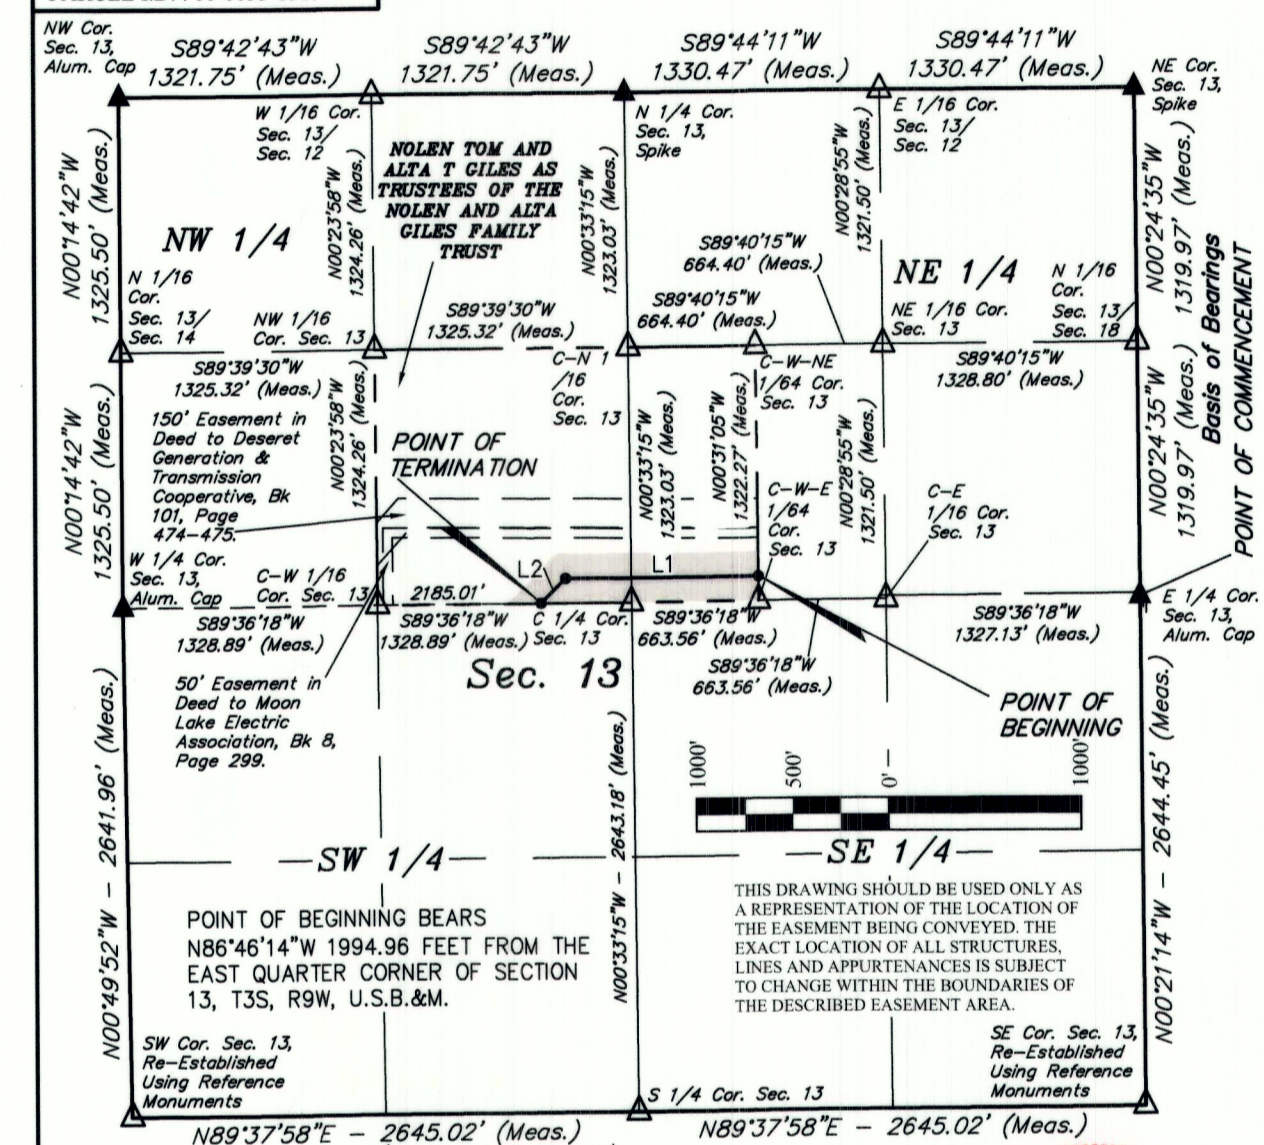 NW Cor.
Sec. 13,
Alum. Cap
S89°42'43"W
1321.75' (Meas.)
S89°42'43"W
1321.75' (Meas.)
S89°44'11"W
1330.47' (Meas.)
S89°44'11"W
1330.47' (Meas.)
NE Cor.
Sec. 13,
Spike
W 1/16 Cor.
Sec. 13/
Sec. 12
N 1/4 Cor.
Sec. 13,
Spike
E 1/16 Cor.
Sec. 13/
Sec. 12
N00°14'42"W
1325.50' (Meas.)
N00°23'58"W
1324.26' (Meas.)
NOLEN TOM AND
ALTA T GILES AS
TRUSTEES OF THE
NOLEN AND ALTA
GILES FAMILY
TRUST
N00°33'15"W
1323.03' (Meas.)
N00°28'55"W
1321.50' (Meas.)
N00°24'35"W
1319.97' (Meas.)
NW 1/4
NE 1/4
S89°40'15"W
664.40' (Meas.)
N 1/16
Cor.
Sec. 13/
Sec. 14
NW 1/16
Cor. Sec. 13
S89°39'30"W
1325.32' (Meas.)
S89°40'15"W
664.40' (Meas.)
NE 1/16 Cor.
Sec. 13
N 1/16
Cor.
Sec. 13/
Sec. 18
Basis of Bearings
POINT OF COMMENCEMENT
S89°39'30"W
1325.32' (Meas.)
C-N 1
/16
Cor.
Sec. 13
C-W-NE
1/64 Cor.
Sec. 13
S89°40'15"W
1328.80' (Meas.)
N00°14'42"W
1325.50' (Meas.)
150' Easement in
Deed to Deseret
Generation &
Transmission
Cooperative, Bk
101, Page
474-475.
N00°23'58"W
1324.26' (Meas.)
POINT OF
TERMINATION
N00°33'15"W
1323.03' (Meas.)
N00°31'05"W
1322.27' (Meas.)
N00°28'55"W
1321.50' (Meas.)
C-W-E
1/64
Cor.
Sec. 13
C-E
1/16 Cor.
Sec. 13
N00°24'35"W
1319.97' (Meas.)
W 1/4 Cor.
Sec. 13,
Alum. Cap
C-W 1/16
Cor. Sec. 13
L2
L1
2185.01'
E 1/4 Cor.
Sec. 13,
Alum. Cap
S89°36'18"W
1328.89' (Meas.)
S89°36'18"W
1328.89' (Meas.)
C 1/4 Cor.
Sec. 13
S89°36'18"W
663.56' (Meas.)
S89°36'18"W
663.56' (Meas.)
S89°36'18"W
1327.13' (Meas.)
Sec. 13
50' Easement in
Deed to Moon
Lake Electric
Association, Bk 8,
Page 299.
POINT OF
BEGINNING
N00°49'52"W - 2641.96' (Meas.)
N00°33'15"W - 2643.18' (Meas.)
N00°21'14"W - 2644.45' (Meas.)
1000'
500'
0'
1000'
SW 1/4
SE 1/4
POINT OF BEGINNING BEARS
N86°46'14"W 1994.96 FEET FROM THE
EAST QUARTER CORNER OF SECTION
13, T3S, R9W, U.S.B.&M.
THIS DRAWING SHOULD BE USED ONLY AS
A REPRESENTATION OF THE LOCATION OF
THE EASEMENT BEING CONVEYED. THE
EXACT LOCATION OF ALL STRUCTURES,
LINES AND APPURTENANCES IS SUBJECT
TO CHANGE WITHIN THE BOUNDARIES OF
THE DESCRIBED EASEMENT AREA.
SW Cor. Sec. 13,
Re-Established
Using Reference
Monuments
S 1/4 Cor. Sec. 13
SE Cor. Sec. 13,
Re-Established
Using Reference
Monuments
N89°37'58"E - 2645.02' (Meas.)
N89°37'58"E - 2645.02' (Meas.)